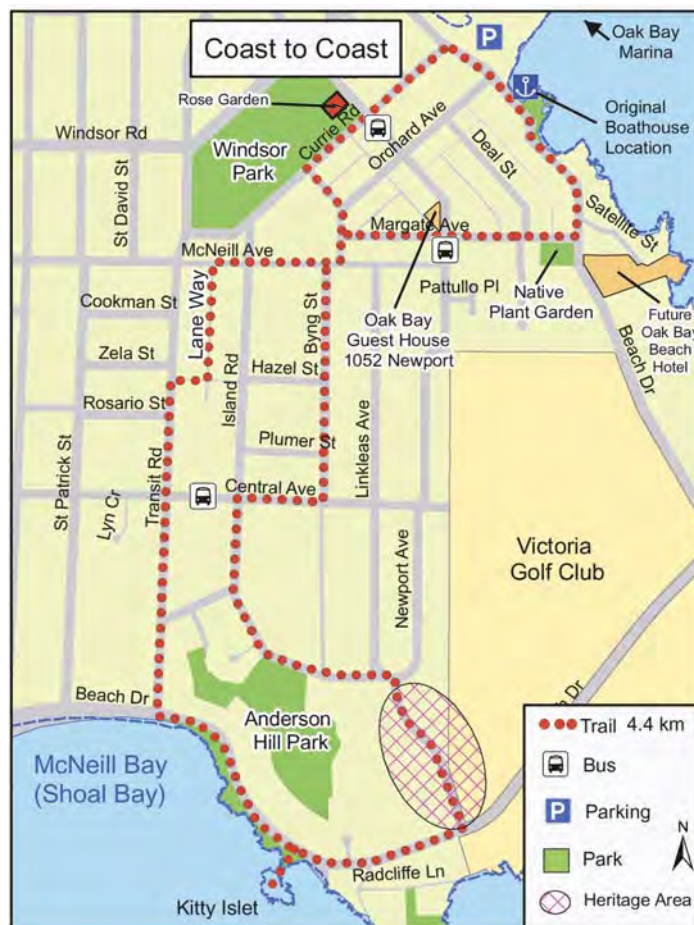 Coast to Coast
P
Oak Bay
Marina
Rose Garden
Original
Boathouse
Location
Currie Rd
Orchard Ave
Deal St
Windsor Rd
Windsor
Park
St David St
Margate Ave
Satellite St
McNeill Ave
Pattullo Pl
Native
Plant Garden
Cookman St
Lane Way
Byng St
Oak Bay
Guest House
1052 Newport
Future
Oak Bay
Beach
Hotel
Beach Dr
Zela St
Island Rd
Hazel St
Rosario St
St Patrick St
Transit Rd
Plumer St
Linkleas Ave
Lyn Cr
Central Ave
Newport Ave
Victoria
Golf Club
Beach Dr
Anderson
Hill Park
Dr
McNeill Bay
(Shoal Bay)
Radcliffe Ln
Kitty Islet
Trail 4.4 km
Bus
P Parking
Park
N
Heritage Area